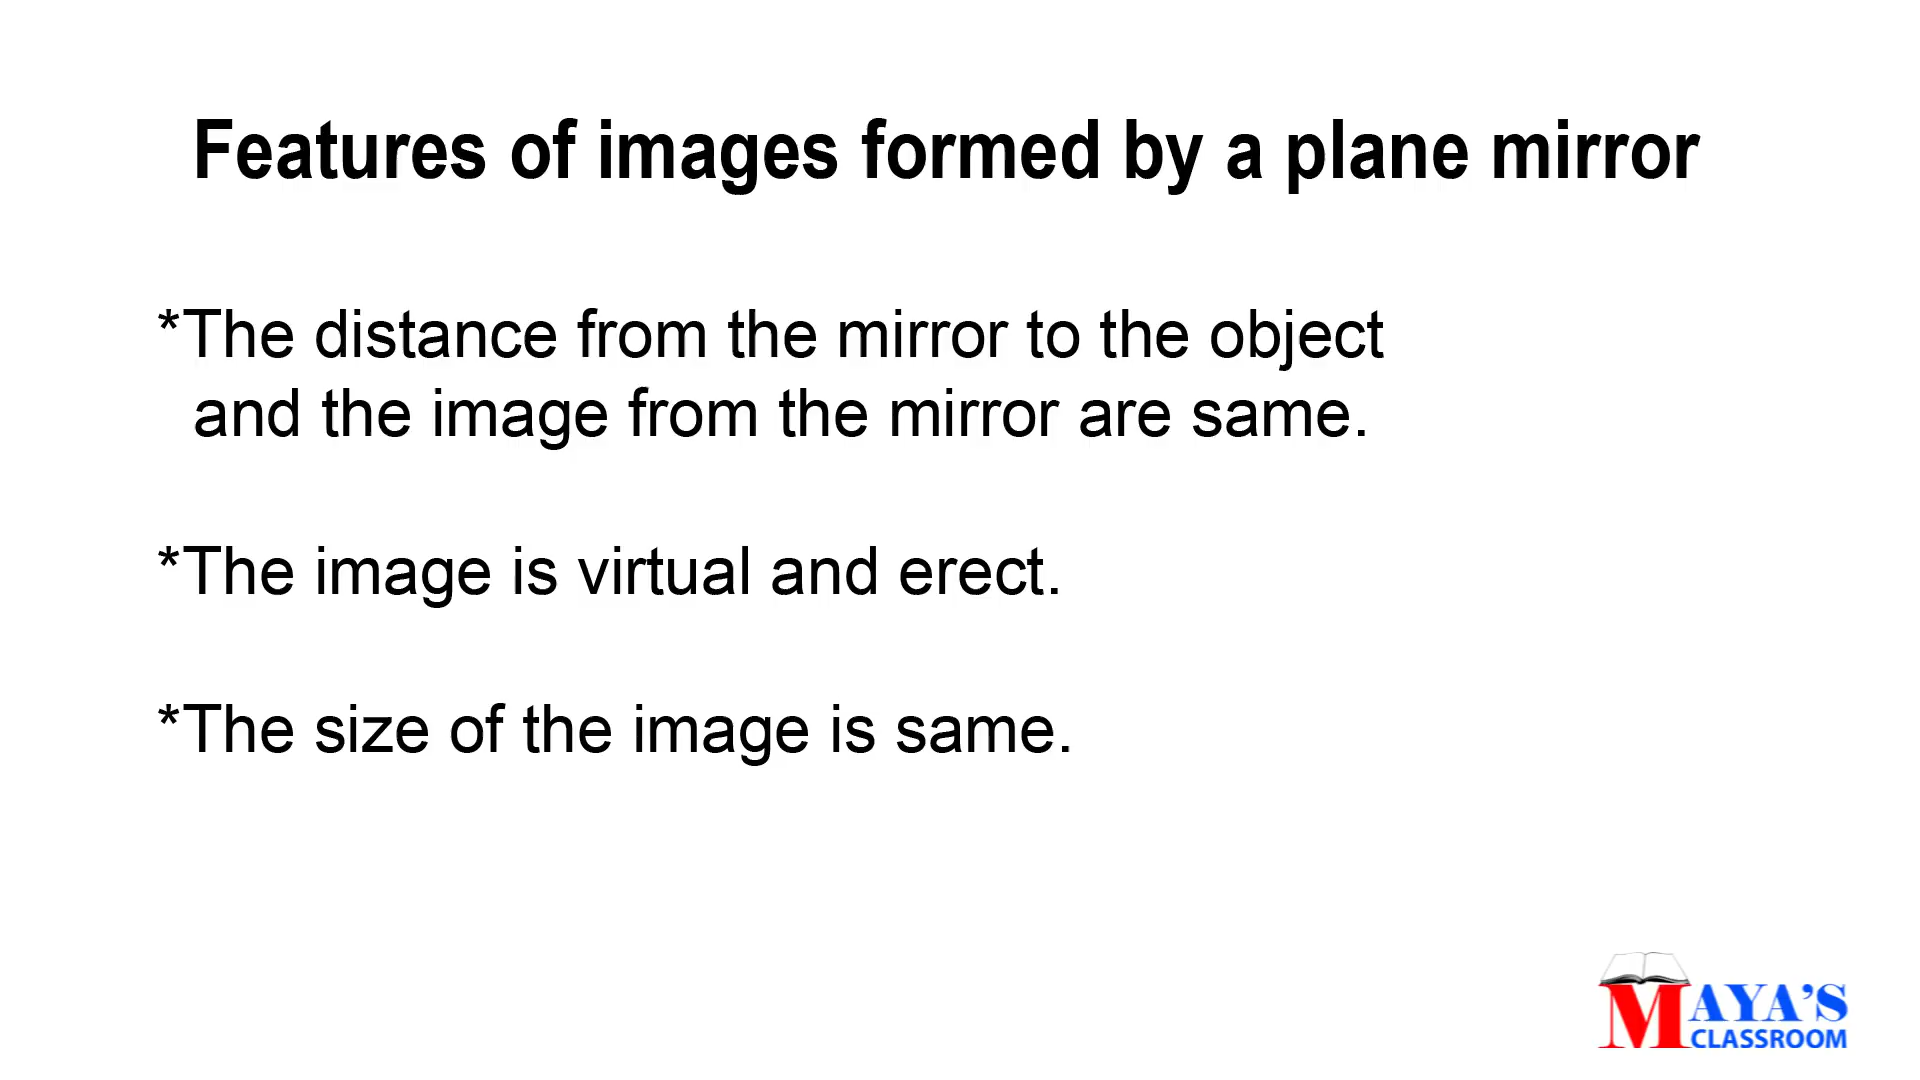 Features of images formed by a plane mirror
*The distance from the mirror to the object
and the image from the mirror are same.
*The image is virtual and erect.
*The size of the image is same.
MAYA'S
CLASSROOM